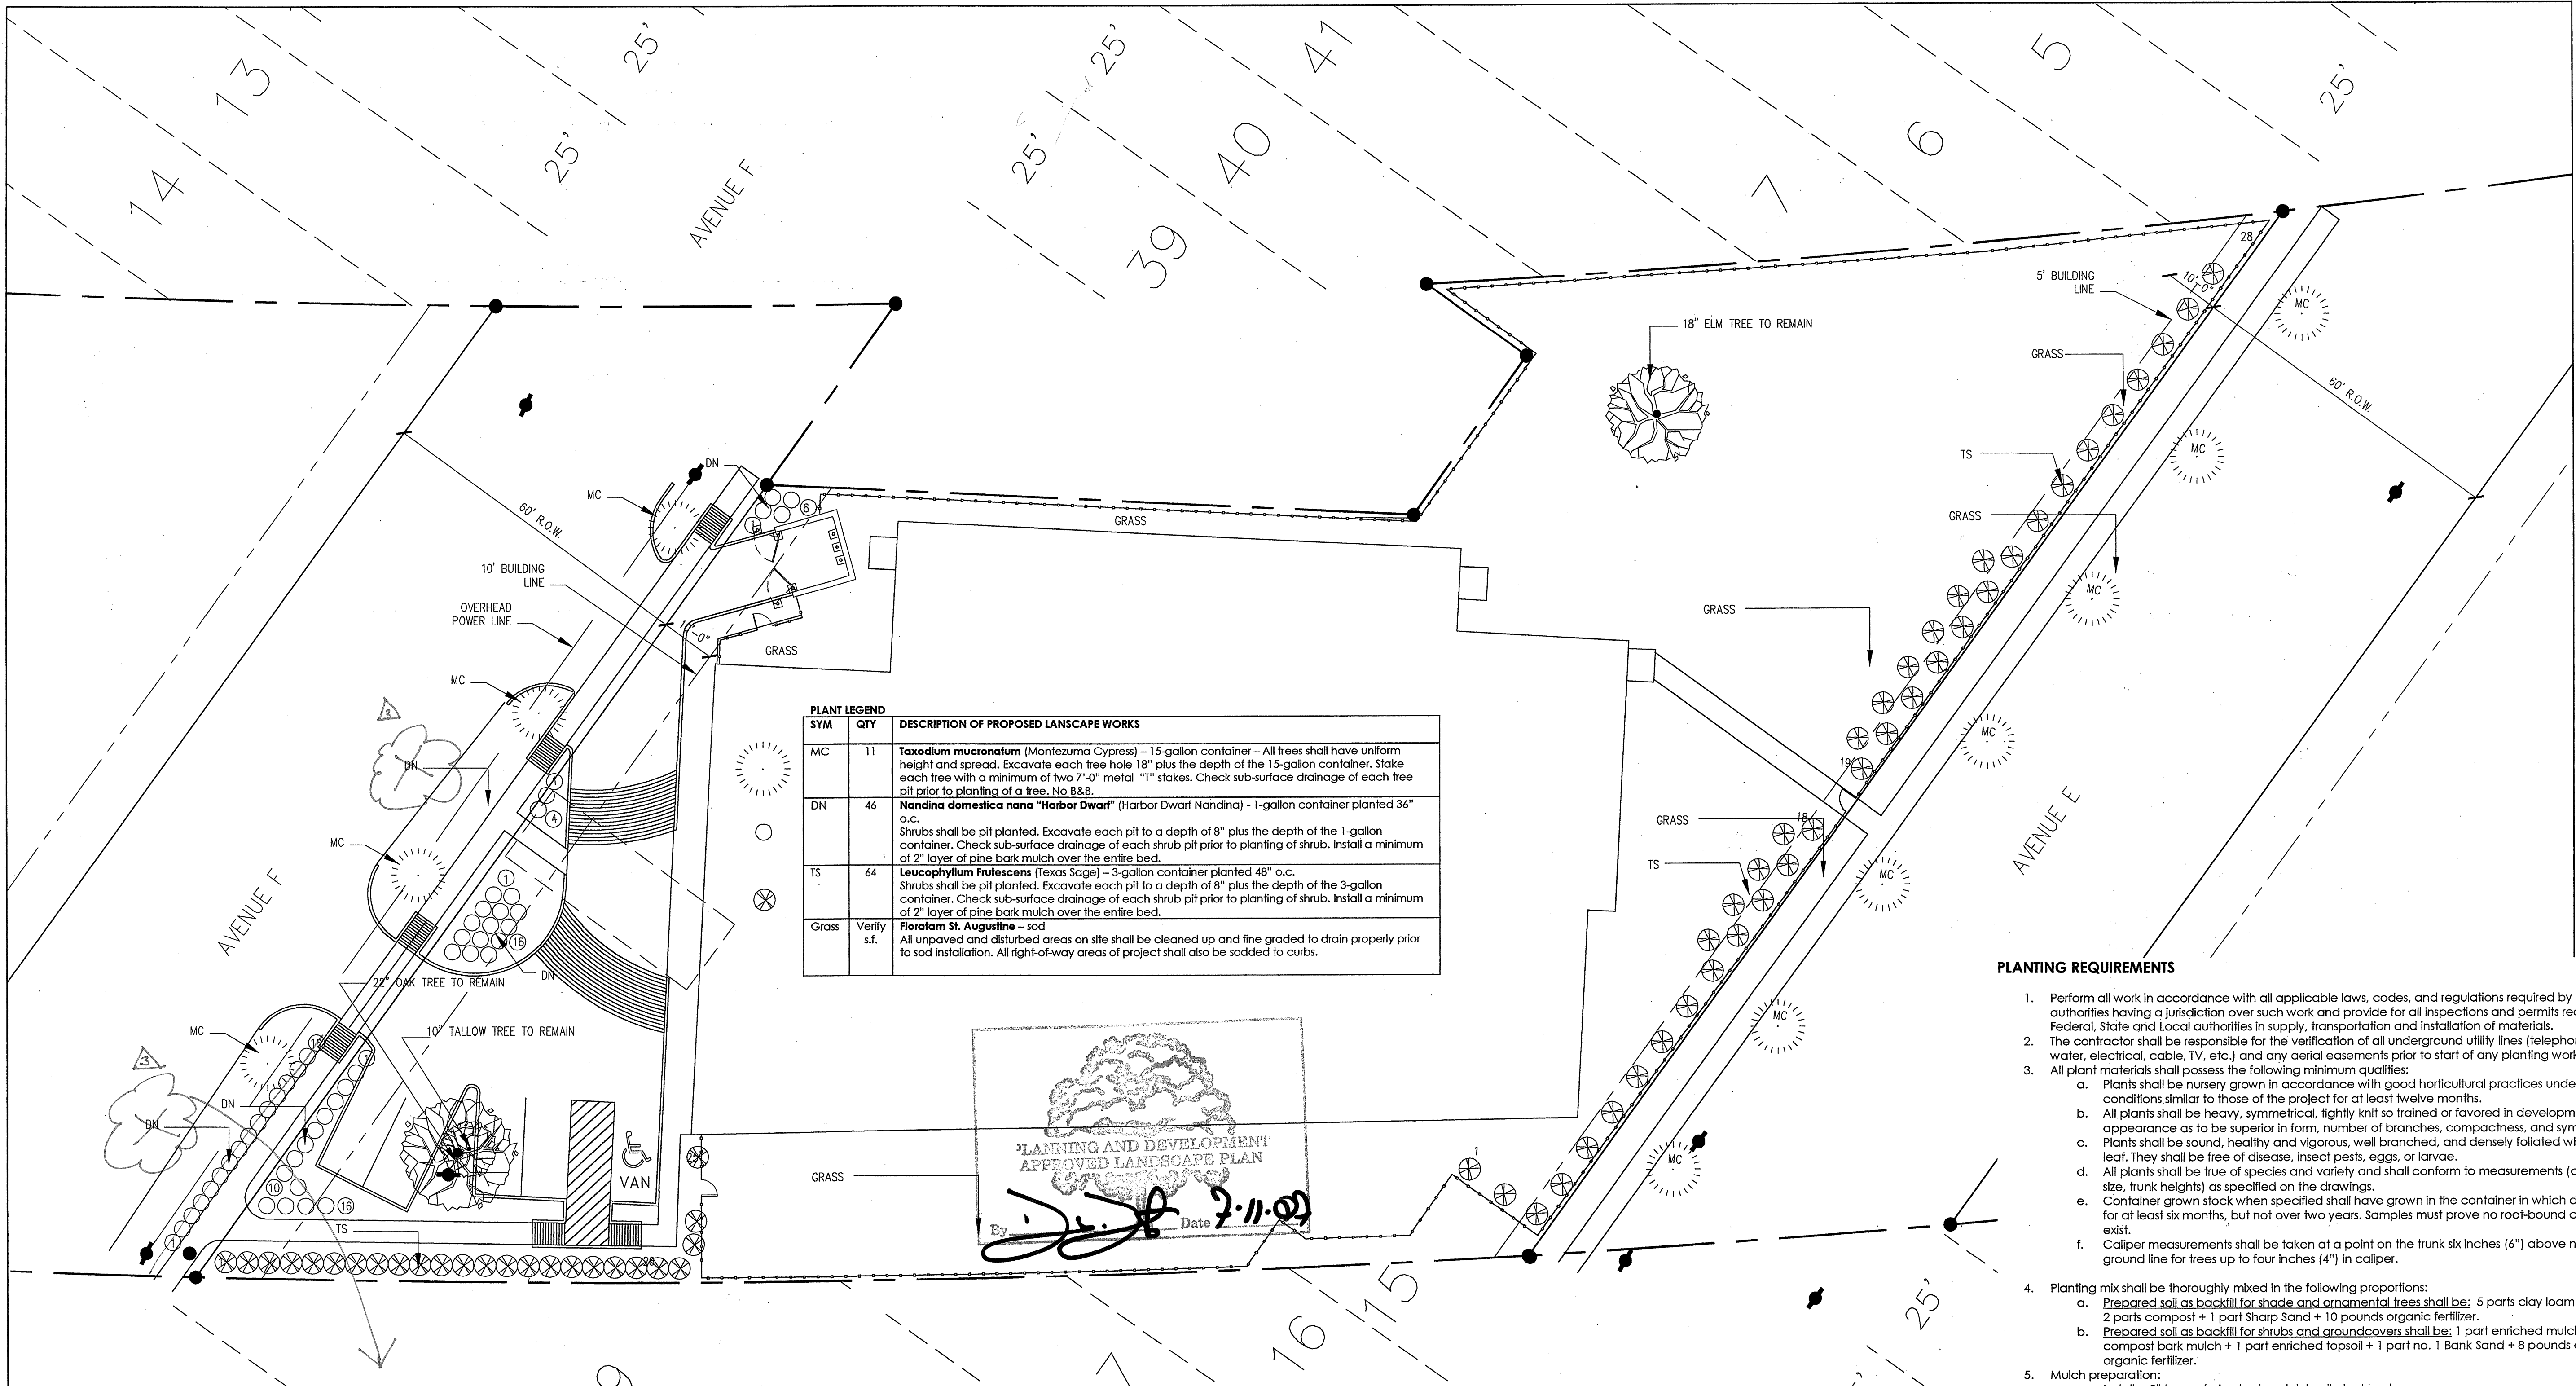 13
14
25'
25'
AVENUE F
25'
25'
41
40
39
5
6
7
25'
28
5' BUILDING
LINE
10'-0"
MC
18" ELM TREE TO REMAIN
GRASS
60' R.O.W.
TS
MC
DN
MC
1
6
GRASS
GRASS
60' R.O.W.
10' BUILDING
LINE
OVERHEAD
POWER LINE
GRASS
GRASS
MC
MC
3
DN
MC
1
4
MC
19
18
GRASS
TS
AVENUE E
MC
1
16
DN
AVENUE F
22" OAK TREE TO REMAIN
10" TALLOW TREE TO REMAIN
MC
16
1
3
DN
DN
10
16
1
TS
VAN
20
MC
MC
1
GRASS
PLANT LEGEND
SYM QTY DESCRIPTION OF PROPOSED LANSCAPE WORKS
MC 11 Taxodium mucronatum (Montezuma Cypress) – 15-gallon container – All trees shall have uniform
height and spread. Excavate each tree hole 18" plus the depth of the 15-gallon container. Stake
each tree with a minimum of two 7'-0" metal "T" stakes. Check sub-surface drainage of each tree
pit prior to planting of a tree. No B&B.
DN 46 Nandina domestica nana "Harbor Dwarf" (Harbor Dwarf Nandina) - 1-gallon container planted 36"
o.c.
Shrubs shall be pit planted. Excavate each pit to a depth of 8" plus the depth of the 1-gallon
container. Check sub-surface drainage of each shrub pit prior to planting of shrub. Install a minimum
of 2" layer of pine bark mulch over the entire bed.
TS 64 Leucophyllum Frutescens (Texas Sage) – 3-gallon container planted 48" o.c.
Shrubs shall be pit planted. Excavate each pit to a depth of 8" plus the depth of the 3-gallon
container. Check sub-surface drainage of each shrub pit prior to planting of shrub. Install a minimum
of 2" layer of pine bark mulch over the entire bed.
Grass Verify Floratam St. Augustine – sod
s.f. All unpaved and disturbed areas on site shall be cleaned up and fine graded to drain properly prior
to sod installation. All right-of-way areas of project shall also be sodded to curbs.
PLANNING AND DEVELOPMENT
APPROVED LANDSCAPE PLAN
By Date 7.11.07
PLANTING REQUIREMENTS
1. Perform all work in accordance with all applicable laws, codes, and regulations required by
authorities having a jurisdiction over such work and provide for all inspections and permits
Federal, State and Local authorities in supply, transportation and installation of materials.
2. The contractor shall be responsible for the verification of all underground utility lines
water, electrical, cable, TV, etc.) and any aerial easements prior to start of any planting
3. All plant materials shall possess the following minimum qualities:
a. Plants shall be nursery grown in accordance with good horticultural practices
conditions similar to those of the project for at least twelve months.
b. All plants shall be heavy, symmetrical, tightly knit so trained or favored in
appearance as to be superior in form, number of branches, compactness, and
c. Plants shall be sound, healthy and vigorous, well branched, and densely foliated
leaf. They shall be free of disease, insect pests, eggs, or larvae.
d. All plants shall be true of species and variety and shall conform to measurements
size, trunk heights) as specified on the drawings.
e. Container grown stock when specified shall have grown in the container in which
for at least six months, but not over two years. Samples must prove no root-bound
exist.
f. Caliper measurements shall be taken at a point on the trunk six inches (6") above
ground line for trees up to four inches (4") in caliper.
4. Planting mix shall be thoroughly mixed in the following proportions:
a. Prepared soil as backfill for shade and ornamental trees shall be: 5 parts clay loam
2 parts compost + 1 part Sharp Sand + 10 pounds organic fertilizer.
b. Prepared soil as backfill for shrubs and groundcovers shall be: 1 part enriched
compost bark mulch + 1 part enriched topsoil + 1 part no. 1 Bank Sand + 8 pounds
organic fertilizer.
5. Mulch preparation:
15
16
25'